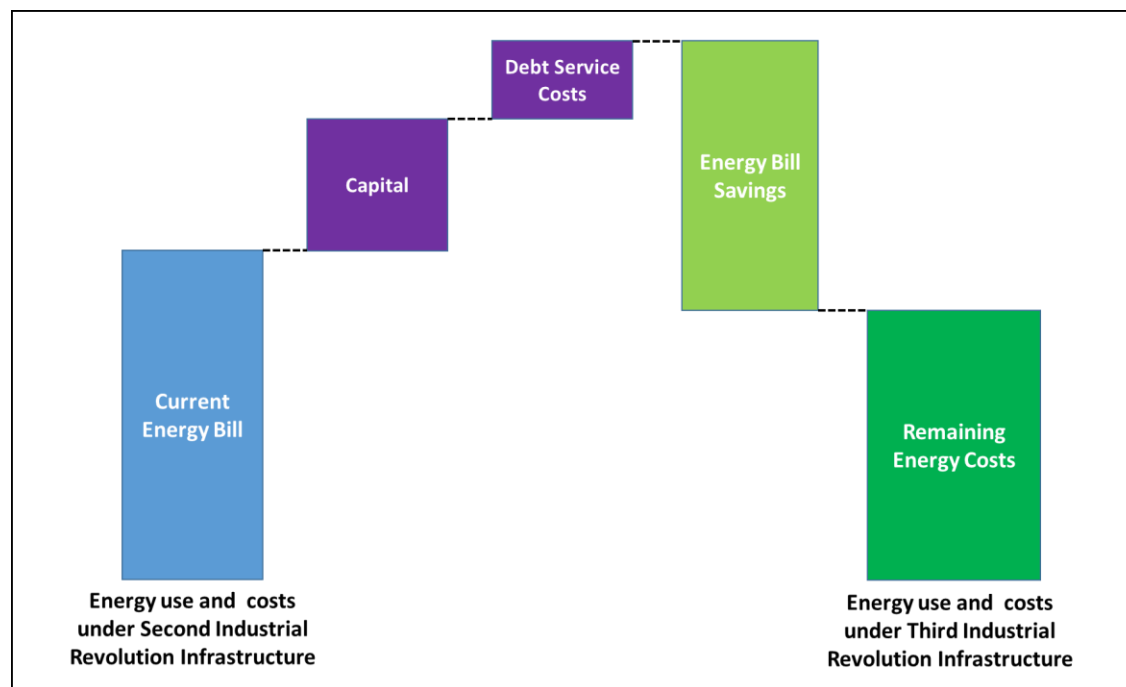 Debt Service
Costs
Energy Bill
Savings
Capital
Current
Energy Bill
Remaining
Energy Costs
Energy use and  costs
under Second Industrial
Revolution Infrastructure
Energy use and  costs
under Third Industrial
Revolution Infrastructure